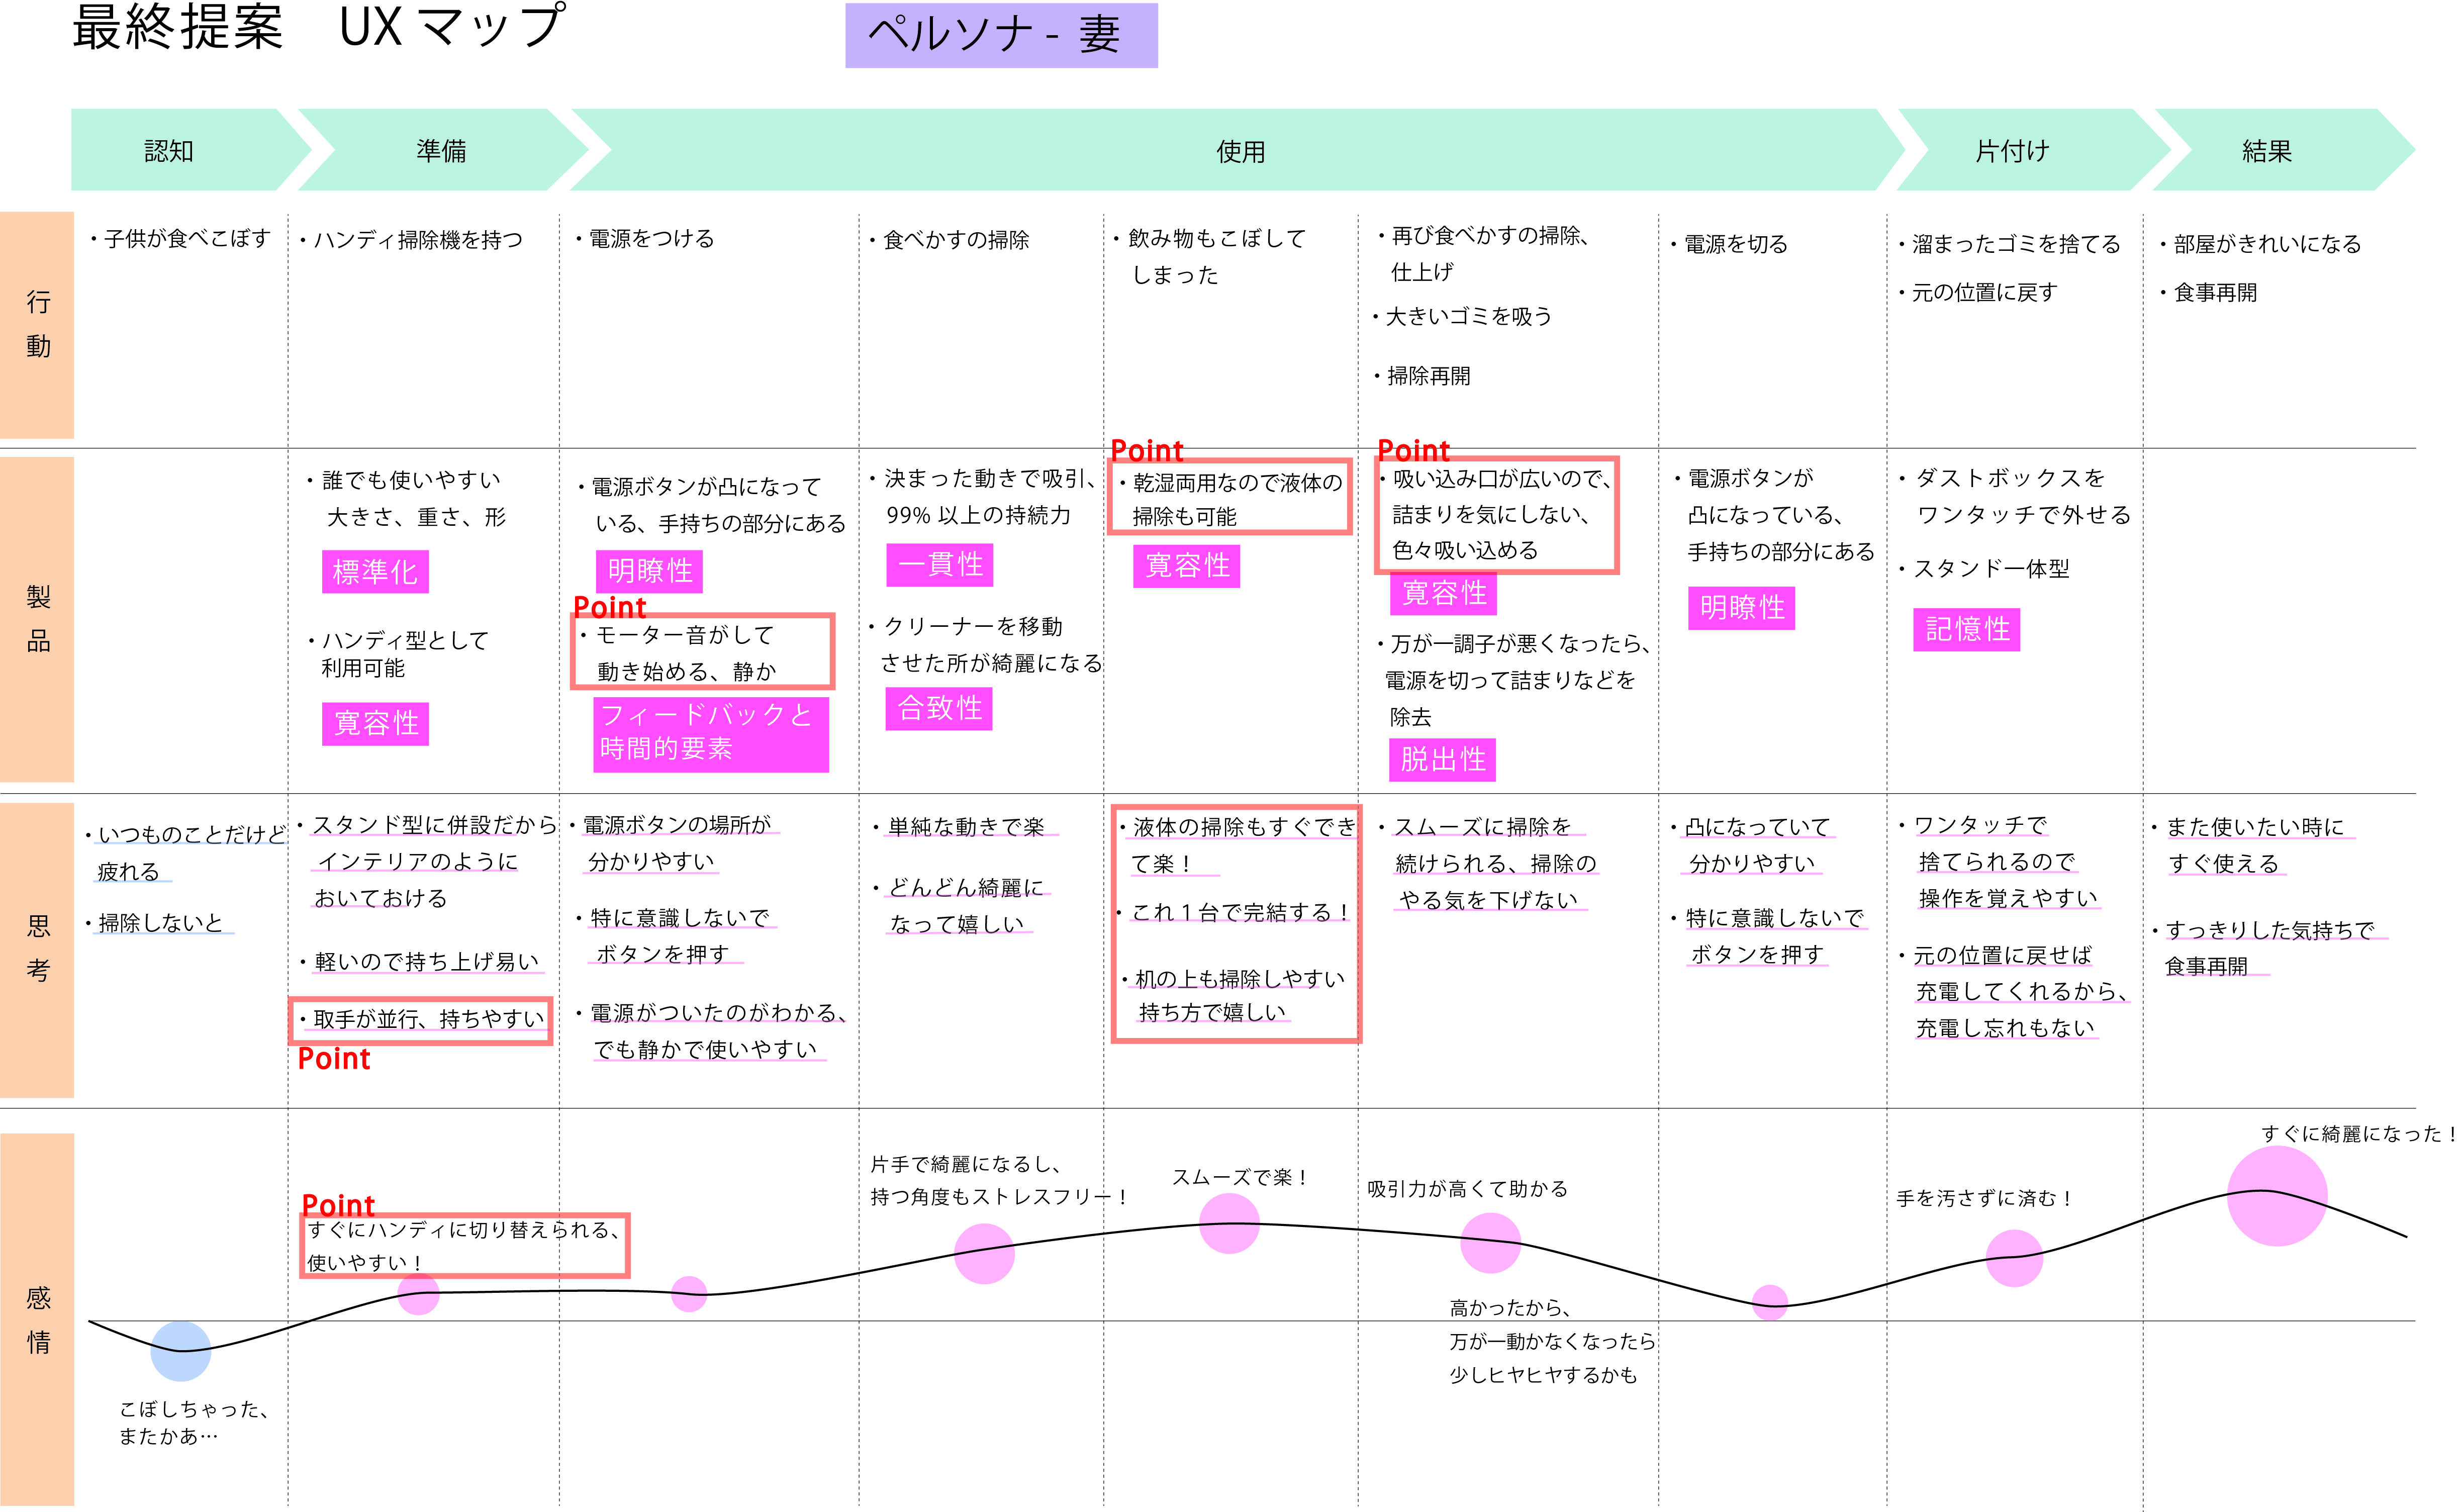 最終提案　UX マップ
ペルソナ - 妻
認知
準備
使用
片付け
結果
行動
・子供が食べこぼす
・ハンディ掃除機を持つ
・電源をつける
・食べかすの掃除
・飲み物もこぼして
しまった
・再び食べかすの掃除、
仕上げ
・大きいゴミを吸う
・掃除再開
・電源を切る
・溜まったゴミを捨てる
・元の位置に戻す
・部屋がきれいになる
・食事再開
製品
・誰でも使いやすい
大きさ、重さ、形
標準化
・ハンディ型として
利用可能
寛容性
・電源ボタンが凸になって
いる、手持ちの部分にある
明瞭性
Point
・モーター音がして
動き始める、静か
フィードバックと
時間的要素
・決まった動きで吸引、
99% 以上の持続力
一貫性
・クリーナーを移動
させた所が綺麗になる
合致性
Point
・乾湿両用なので液体の
掃除も可能
寛容性
Point
・吸い込み口が広いので、
詰まりを気にしない、
色々吸い込める
寛容性
・万が一調子が悪くなったら、
電源を切って詰まりなどを
除去
脱出性
・電源ボタンが
凸になっている、
手持ちの部分にある
明瞭性
・ダストボックスを
ワンタッチで外せる
・スタンド一体型
記憶性
思考
・いつものことだけど
疲れる
・掃除しないと
・スタンド型に併設だから
インテリアのように
おいておける
・軽いので持ち上げ易い
・取手が並行、持ちやすい
Point
・電源ボタンの場所が
分かりやすい
・特に意識しないで
ボタンを押す
・電源がついたのがわかる、
でも静かで使いやすい
・単純な動きで楽
・どんどん綺麗に
なって嬉しい
・液体の掃除もすぐでき
て楽！
・これ 1 台で完結する！
・机の上も掃除しやすい
持ち方で嬉しい
・スムーズに掃除を
続けられる、掃除の
やる気を下げない
・凸になっていて
分かりやすい
・特に意識しないで
ボタンを押す
・ワンタッチで
捨てられるので
操作を覚えやすい
・元の位置に戻せば
充電してくれるから、
充電し忘れもない
・また使いたい時に
すぐ使える
・すっきりした気持ちで
食事再開
感情
こぼしちゃった、
またかあ…
Point
すぐにハンディに切り替えられる、
使いやすい！
片手で綺麗になるし、
持つ角度もストレスフリー！
スムーズで楽！
吸引力が高くて助かる
高かったから、
万が一動かなくなったら
少しヒヤヒヤするかも
手を汚さずに済む！
すぐに綺麗になった！